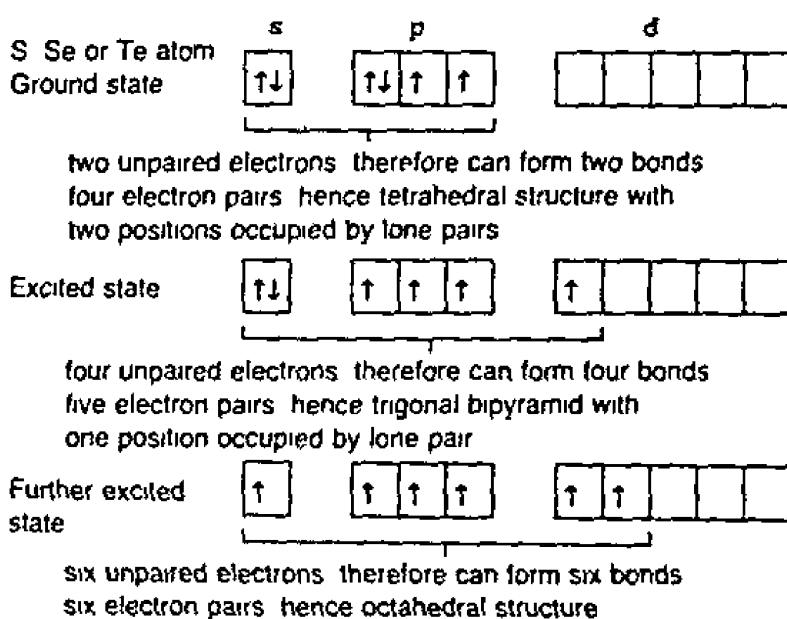 s p d
S Se or Te atom
Ground state
↑↓ ↑↓ ↑ ↑
two unpaired electrons therefore can form two bonds
four electron pairs hence tetrahedral structure with
two positions occupied by lone pairs
Excited state ↑↓ ↑ ↑ ↑ ↑
four unpaired electrons therefore can form four bonds
five electron pairs hence trigonal bipyramid with
one position occupied by lone pair
Further excited
state
↑ ↑ ↑ ↑ ↑ ↑
six unpaired electrons therefore can form six bonds
six electron pairs hence octahedral structure